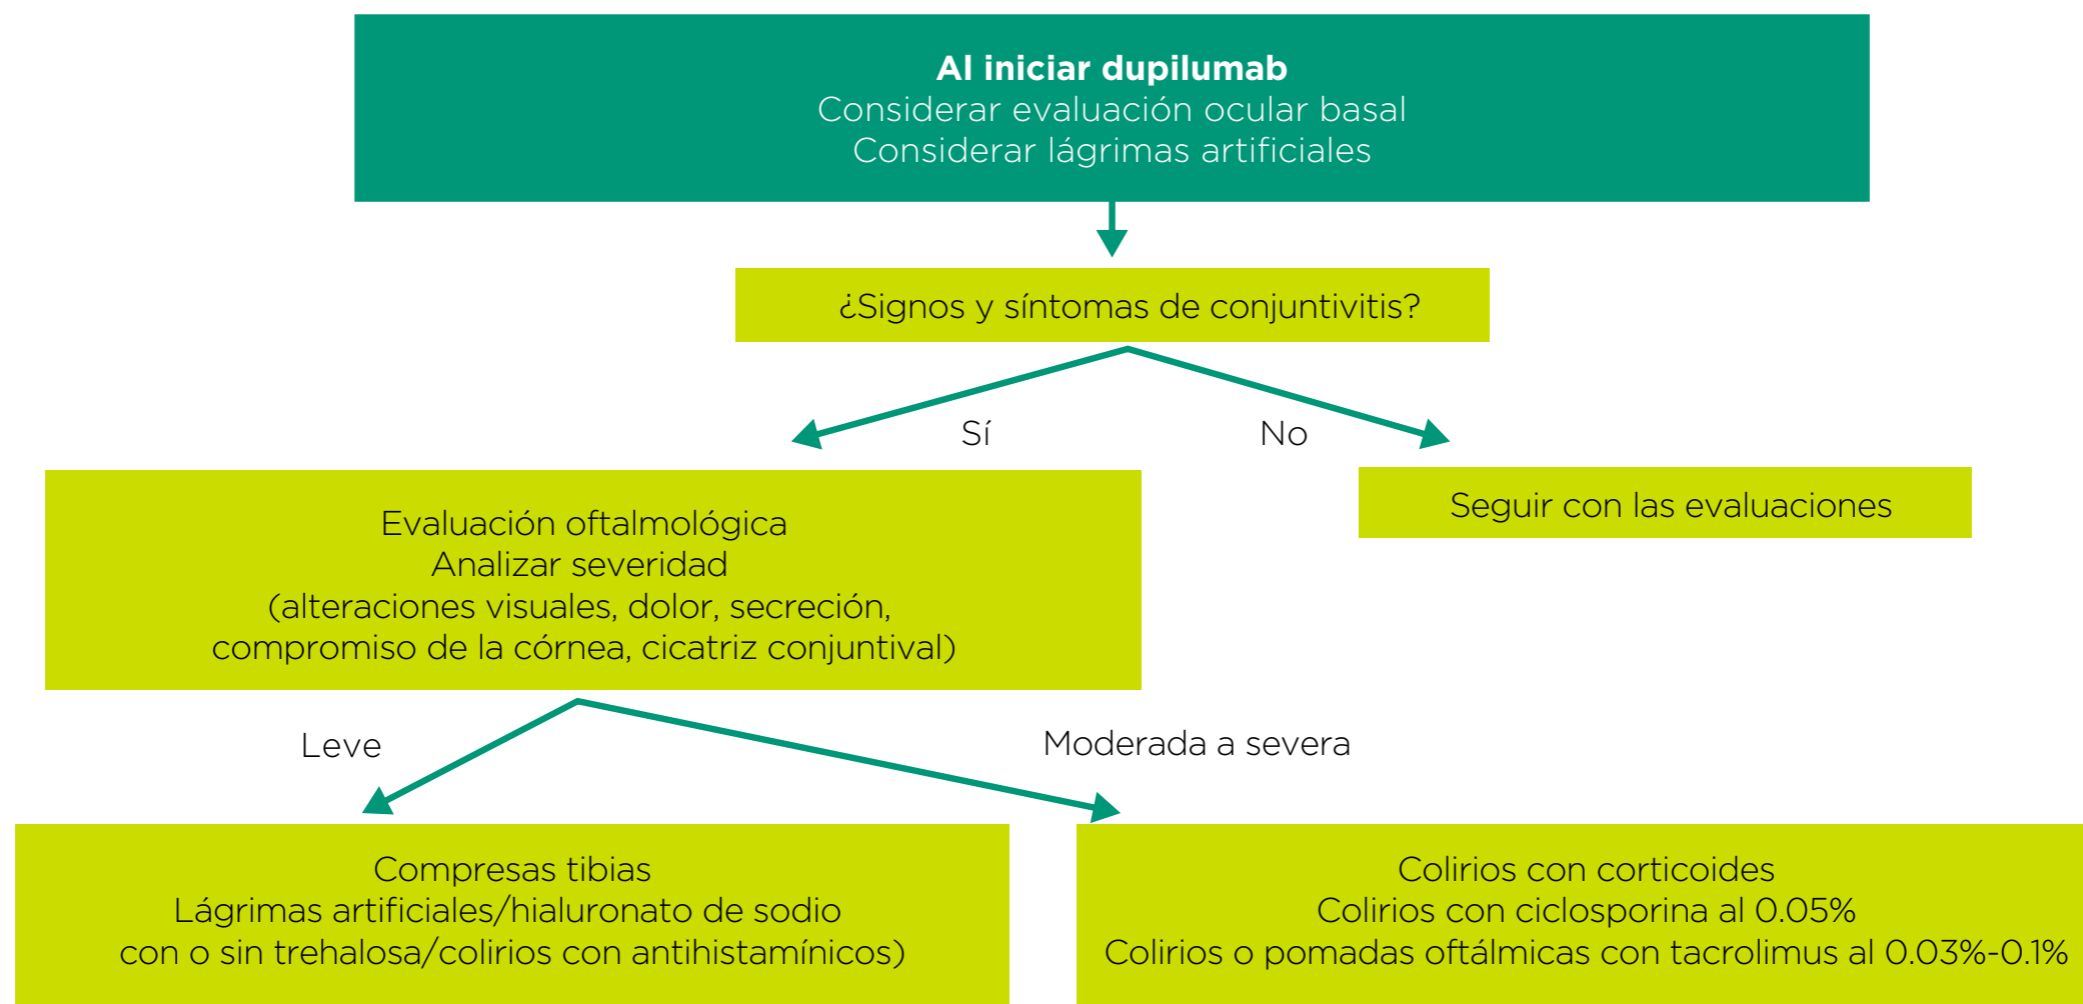 Al iniciar dupilumab
Considerar evaluación ocular basal
Considerar lágrimas artificiales
¿Signos y síntomas de conjuntivitis?
Sí
No
Evaluación oftalmológica
Analizar severidad
(alteraciones visuales, dolor, secreción,
compromiso de la córnea, cicatriz conjuntival)
Seguir con las evaluaciones
Leve
Moderada a severa
Compresas tibias
Lágrimas artificiales/hialuronato de sodio
con o sin trehalosa/colirios con antihistamínicos)
Colirios con corticoides
Colirios con ciclosporina al 0.05%
Colirios o pomadas oftálmicas con tacrolimus al 0.03%-0.1%